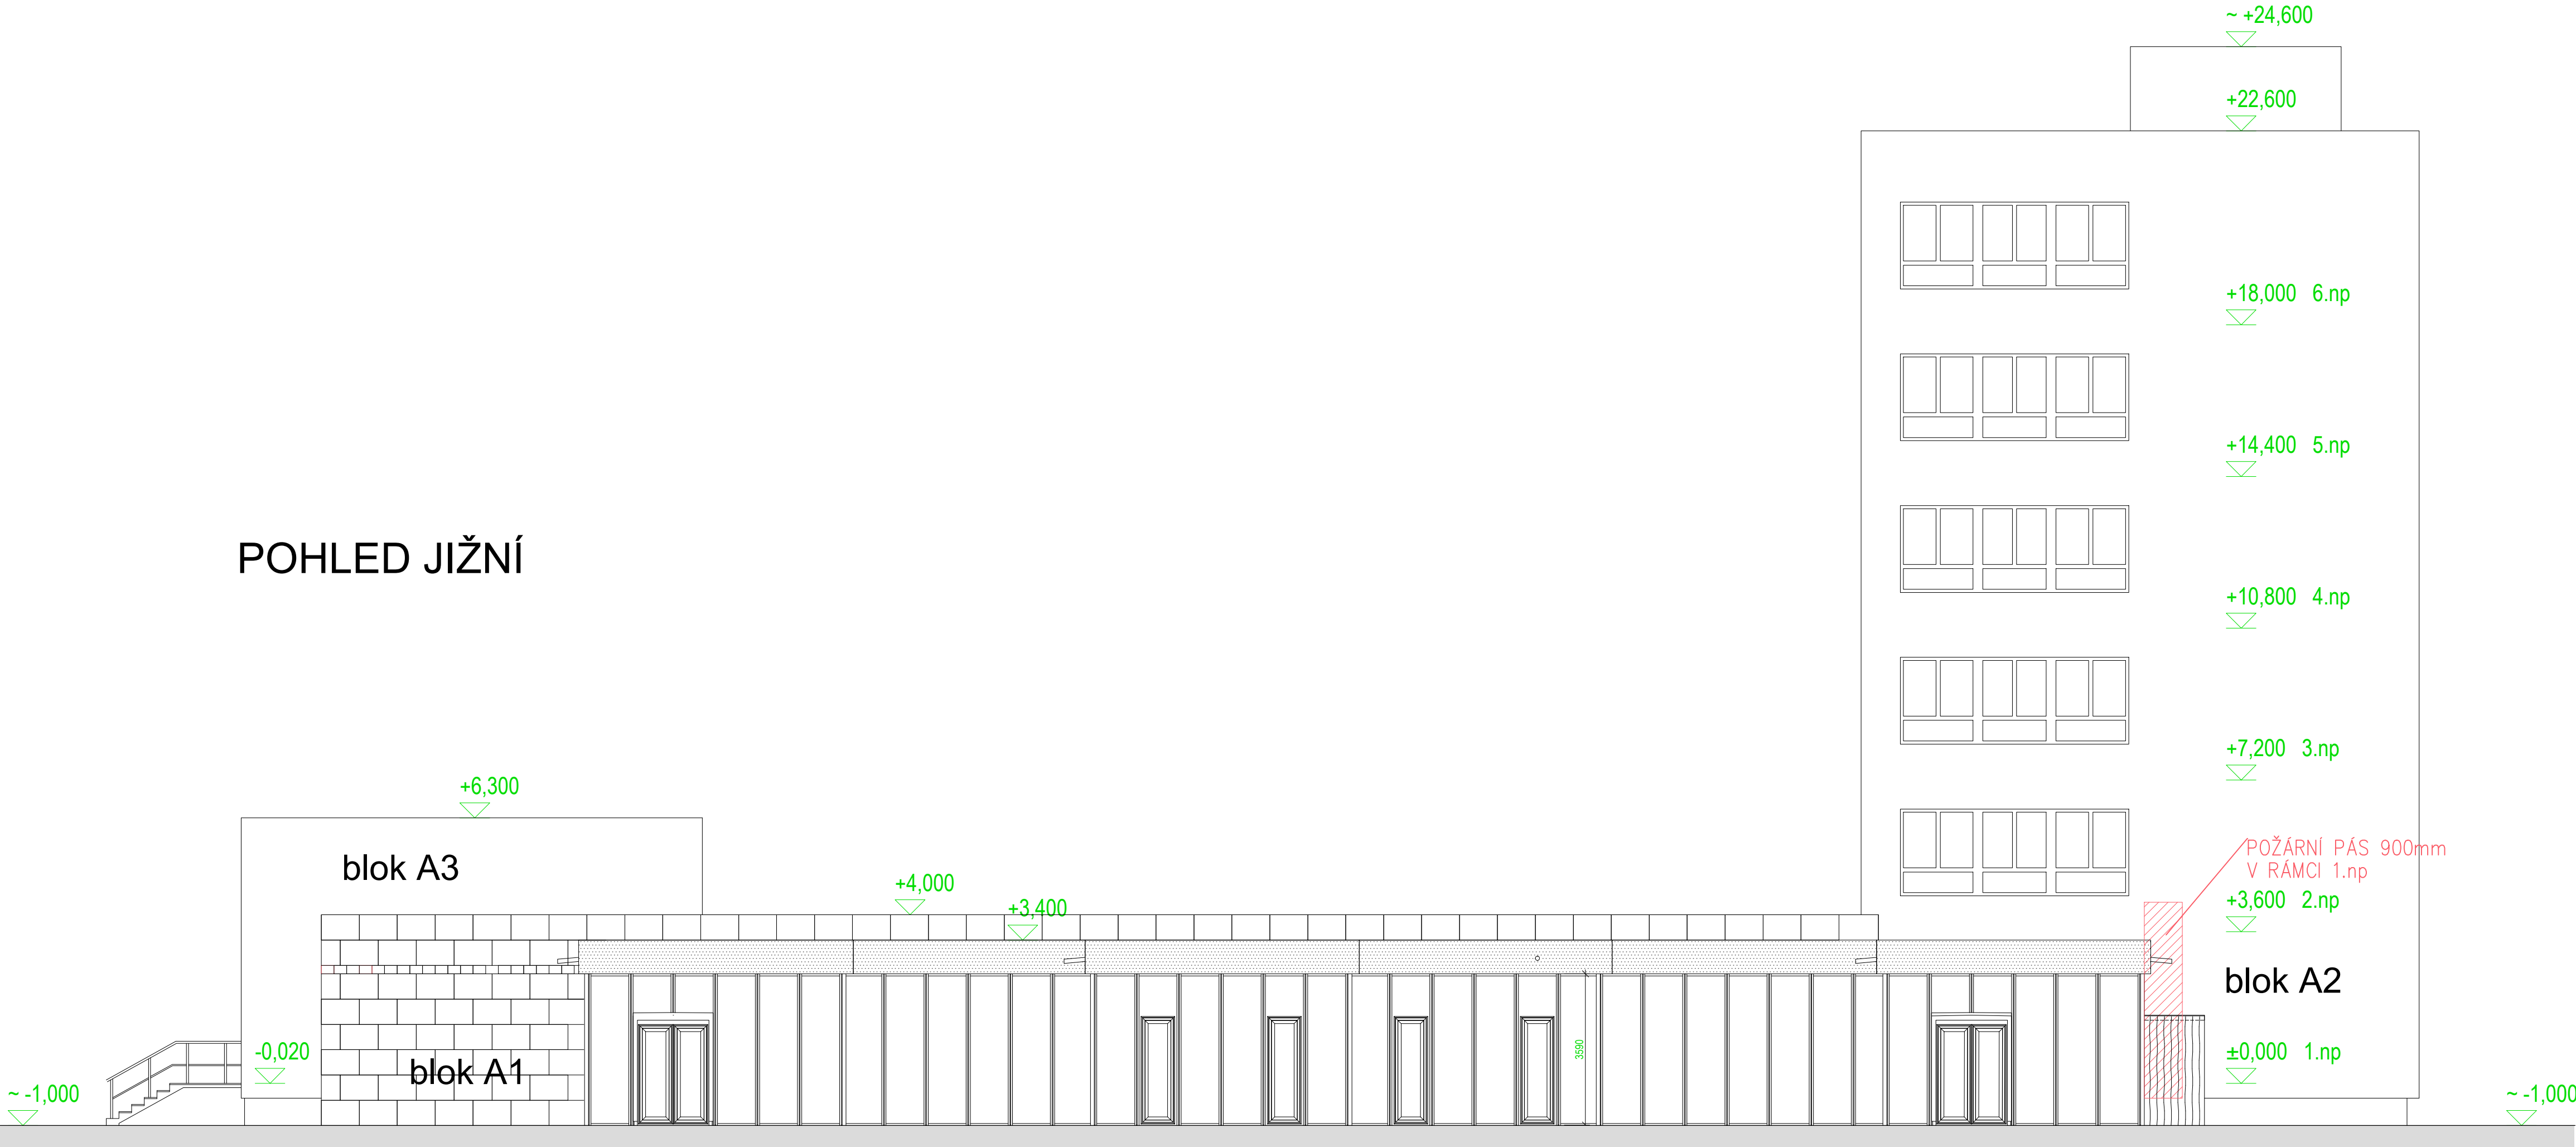 ~ +24,600
+22,600
+18,000 6.np
+14,400 5.np
POHLED JIŽNÍ
+10,800 4.np
+7,200 3.np
+6,300
POŽÁRNÍ PÁS 900mm
V RÁMCI 1.np
blok A3
+4,000
+3,400
+3,600 2.np
blok A2
3590
-0,020
±0,000 1.np
blok A1
~ -1,000
~ -1,000